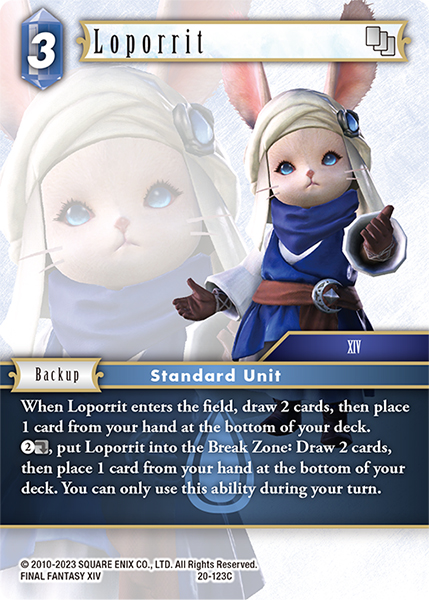 3
Loporrit
XIV
Backup
Standard Unit
When Loporrit enters the field, draw 2 cards, then place
1 card from your hand at the bottom of your deck.
2, put Loporrit into the Break Zone: Draw 2 cards,
then place 1 card from your hand at the bottom of your
deck. You can only use this ability during your turn.
© 2010-2023 SQUARE ENIX CO., LTD. All Rights Reserved.
FINAL FANTASY XIV 20-123C